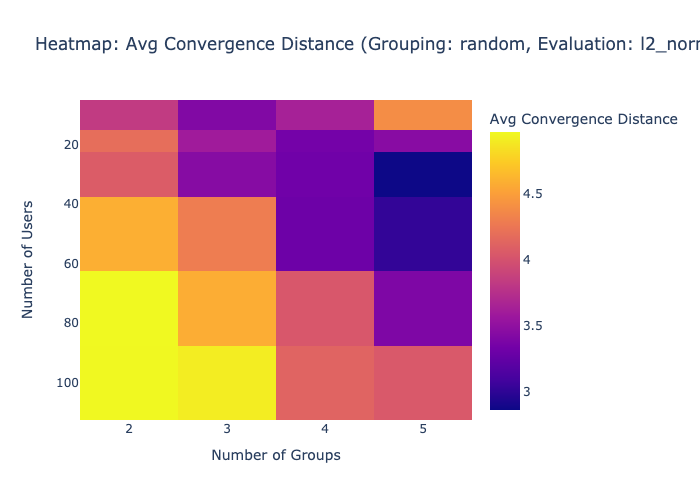 Heatmap: Avg Convergence Distance (Grouping: random, Evaluation: l2_norm
Avg Convergence Distance
20
40
60
80
100
Number of Users
2 3 4 5
Number of Groups
4.5
4
3.5
3